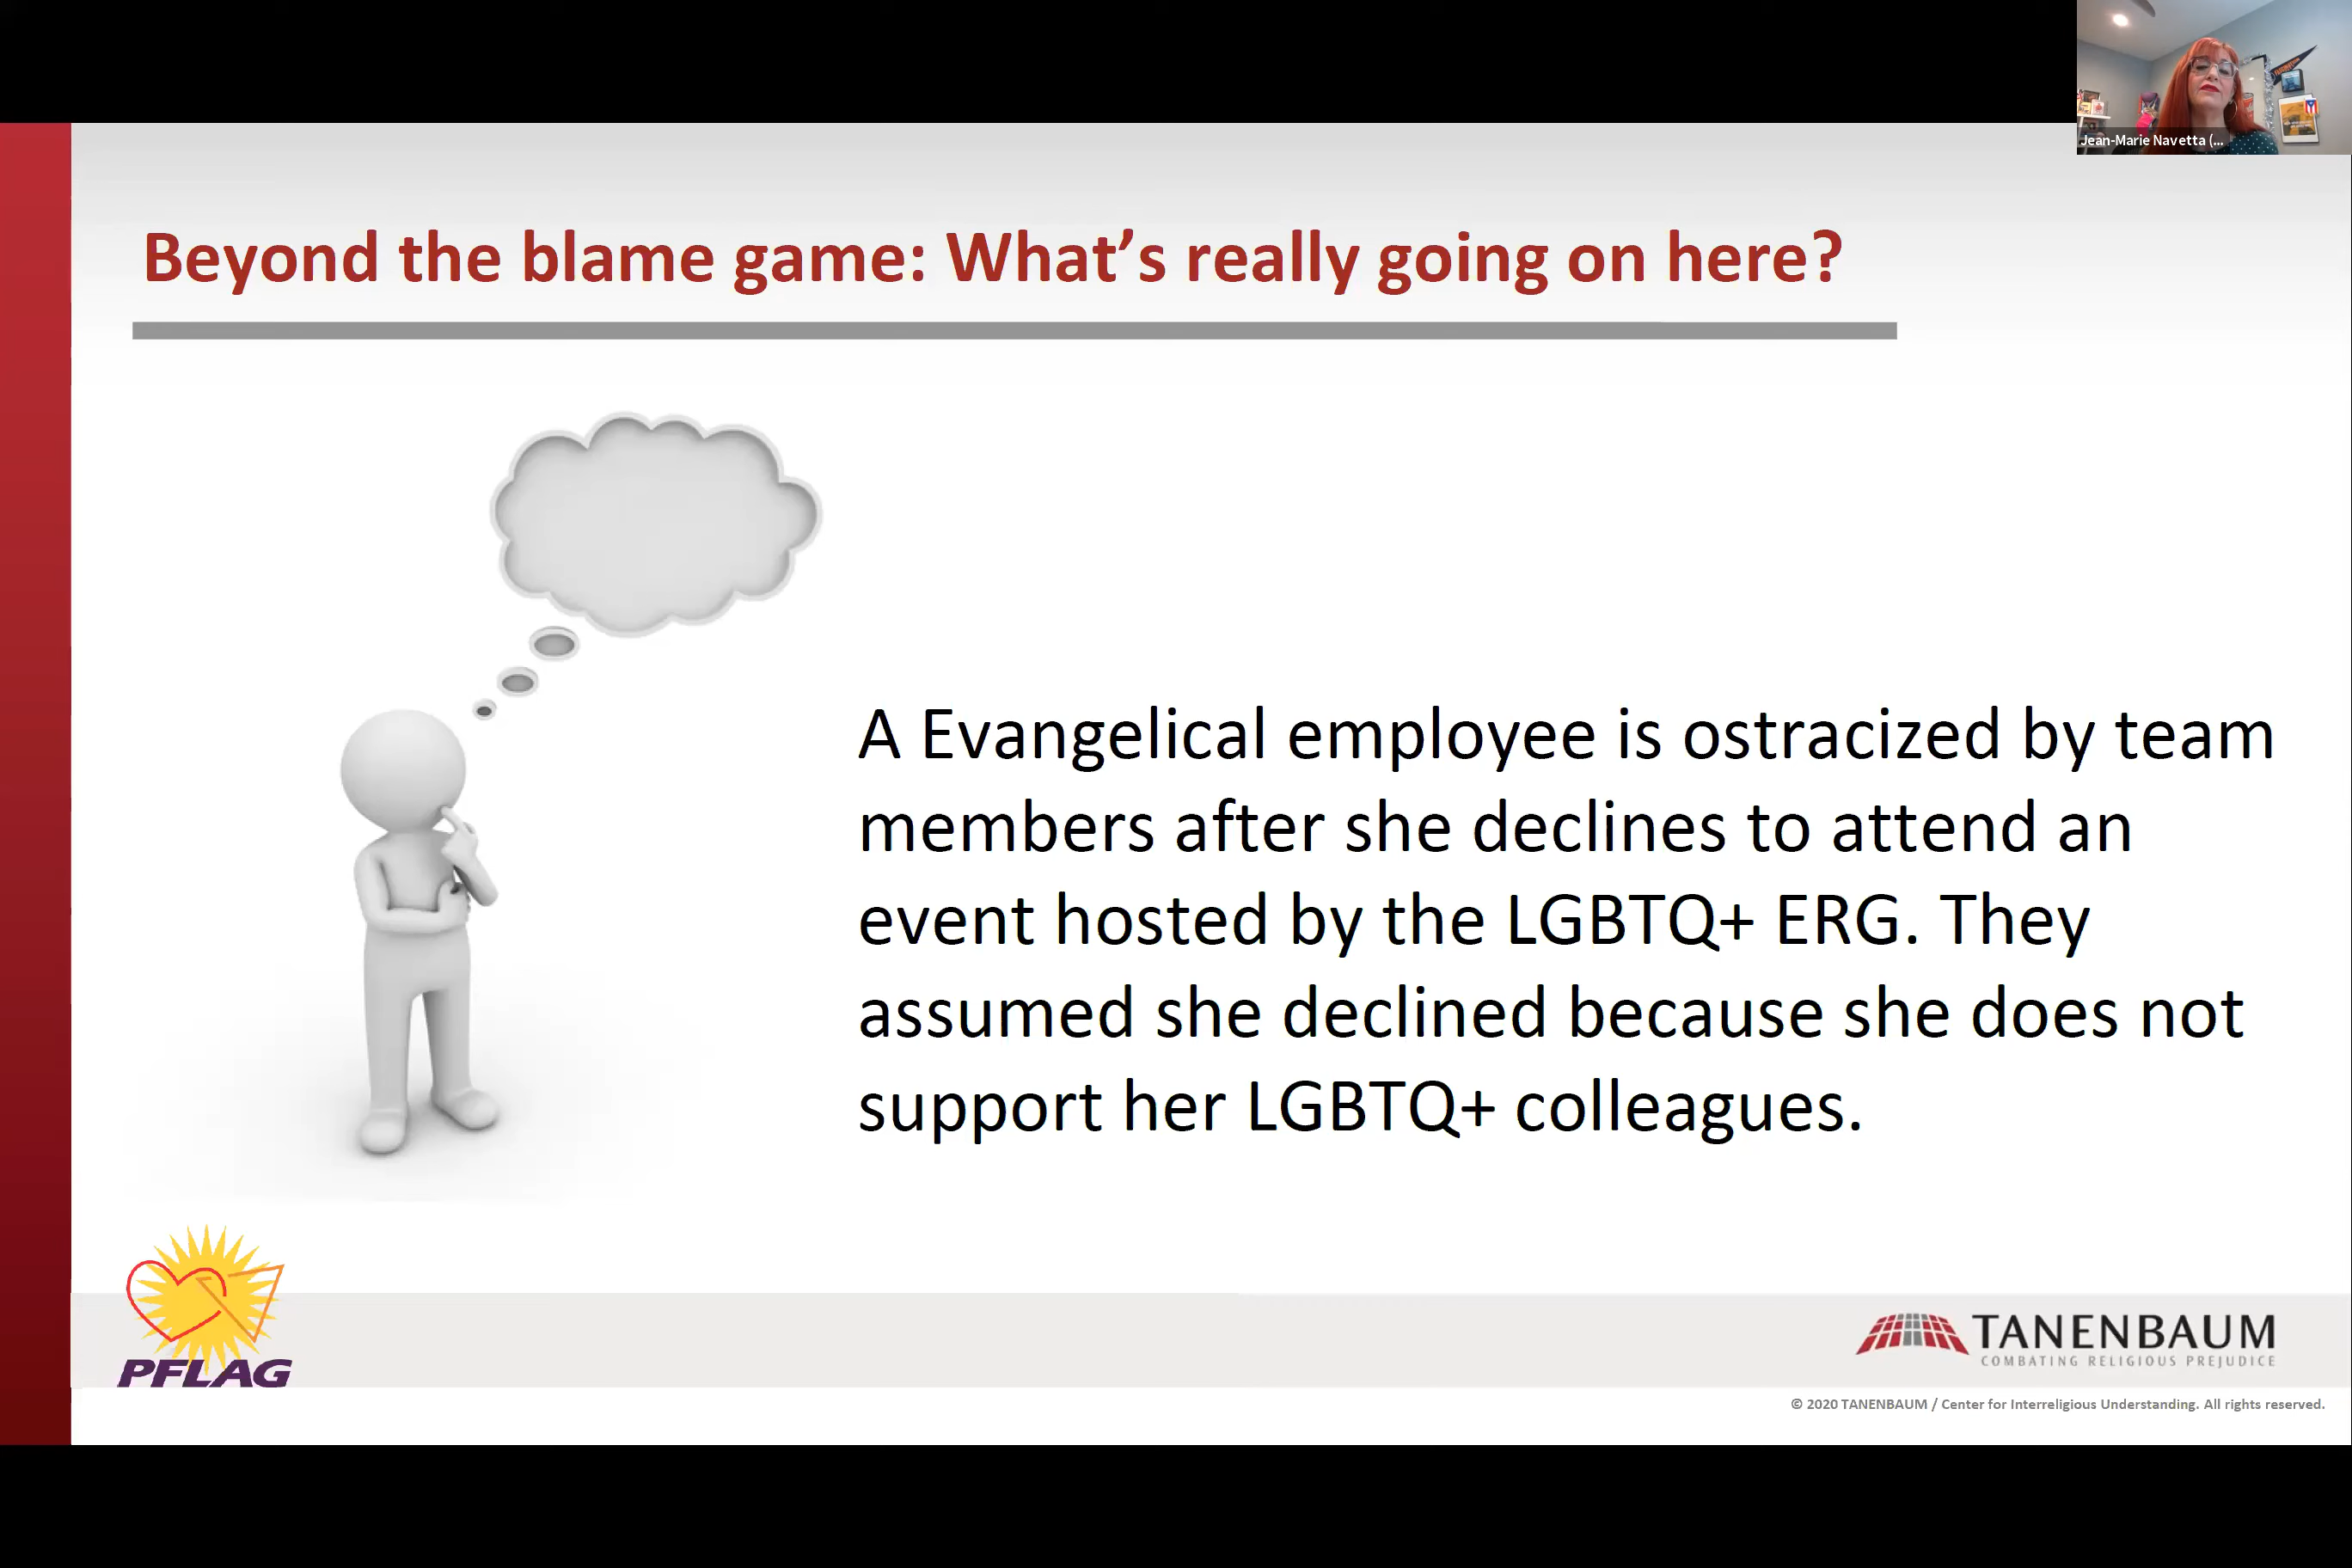 Jean-Marie Navetta (...
Beyond the blame game: What's really going on here?
A Evangelical employee is ostracized by team
members after she declines to attend an
event hosted by the LGBTQ+ ERG. They
assumed she declined because she does not
support her LGBTQ+ colleagues.
PFLAG
TANENBAUM
COMBATING RELIGIOUS PREJUDICE
© 2020 TANENBAUM / Center for Interreligious Understanding. All rights reserved.